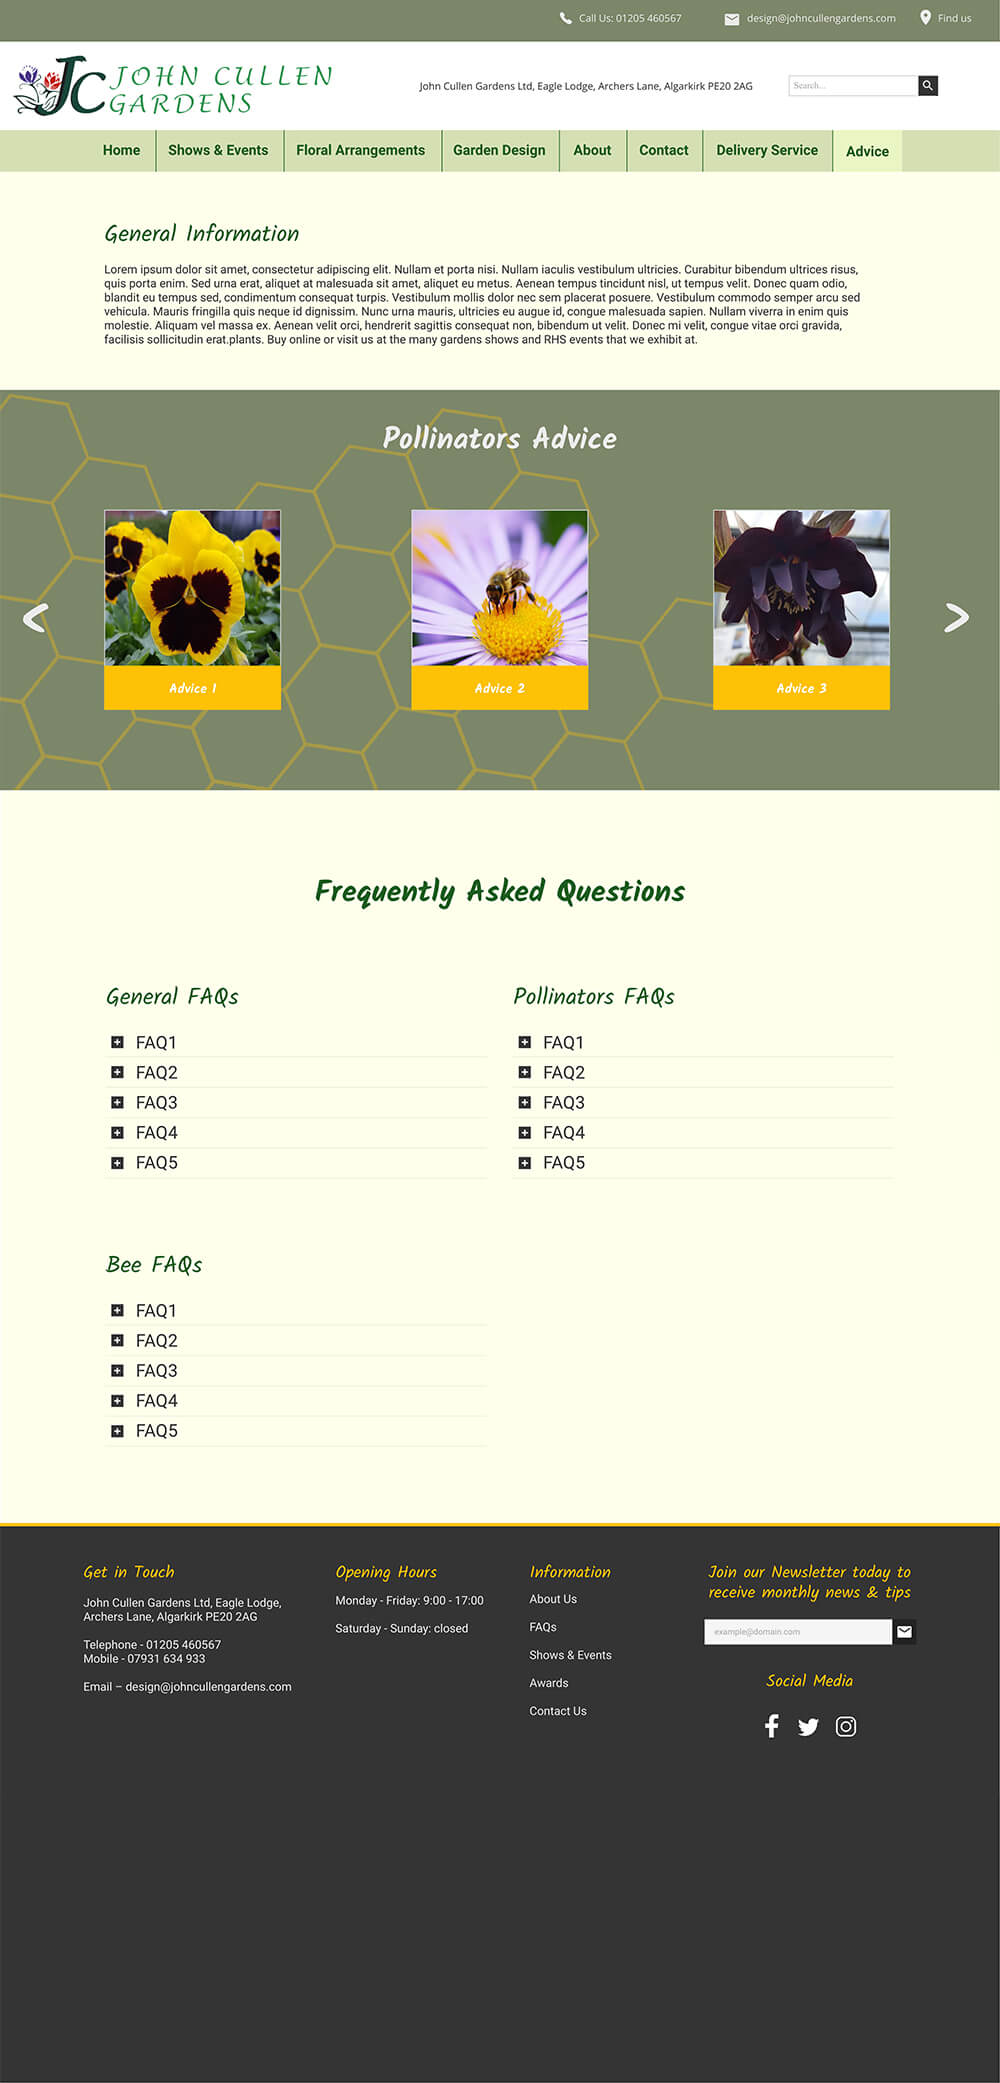 Call Us: 01205 460567
design@johncullengardens.com
Find us
JC JOHN CULLEN
GARDENS
John Cullen Gardens Ltd, Eagle Lodge, Archers Lane, Algarkirk PE20 2AG
Search...
Home
Shows & Events
Floral Arrangements
Garden Design
About
Contact
Delivery Service
Advice
General Information
Lorem ipsum dolor sit amet, consectetur adipiscing elit. Nullam et porta nisi. Nullam iaculis vestibulum ultricies. Curabitur bibendum ultrices risus,
quis porta enim. Sed urna erat, aliquet at malesuada sit amet, aliquet eu metus. Aenean tempus tincidunt nisl, ut tempus velit. Donec quam odio,
blandit eu tempus sed, condimentum consequat turpis. Vestibulum mollis dolor nec sem placerat posuere. Vestibulum commodo semper arcu sed
vehicula. Mauris fringilla quis neque id dignissim. Nunc urna mauris, ultricies eu augue id, congue malesuada sapien. Nullam viverra in enim quis
molestie. Aliquam vel massa ex. Aenean velit orci, hendrerit sagittis consequat non, bibendum ut velit. Donec mi velit, congue vitae orci gravida,
facilisis sollicitudin erat.plants. Buy online or visit us at the many gardens shows and RHS events that we exhibit at.
Pollinators Advice
Advice 1
Advice 2
Advice 3
Frequently Asked Questions
General FAQs
FAQ1
FAQ2
FAQ3
FAQ4
FAQ5
Pollinators FAQs
FAQ1
FAQ2
FAQ3
FAQ4
FAQ5
Bee FAQs
FAQ1
FAQ2
FAQ3
FAQ4
FAQ5
Get in Touch
John Cullen Gardens Ltd, Eagle Lodge,
Archers Lane, Algarkirk PE20 2AG
Telephone - 01205 460567
Mobile - 07931 634 933
Email – design@johncullengardens.com
Opening Hours
Monday - Friday: 9:00 - 17:00
Saturday - Sunday: closed
Information
About Us
FAQs
Shows & Events
Awards
Contact Us
Join our Newsletter today to
receive monthly news & tips
example@domain.com
Social Media